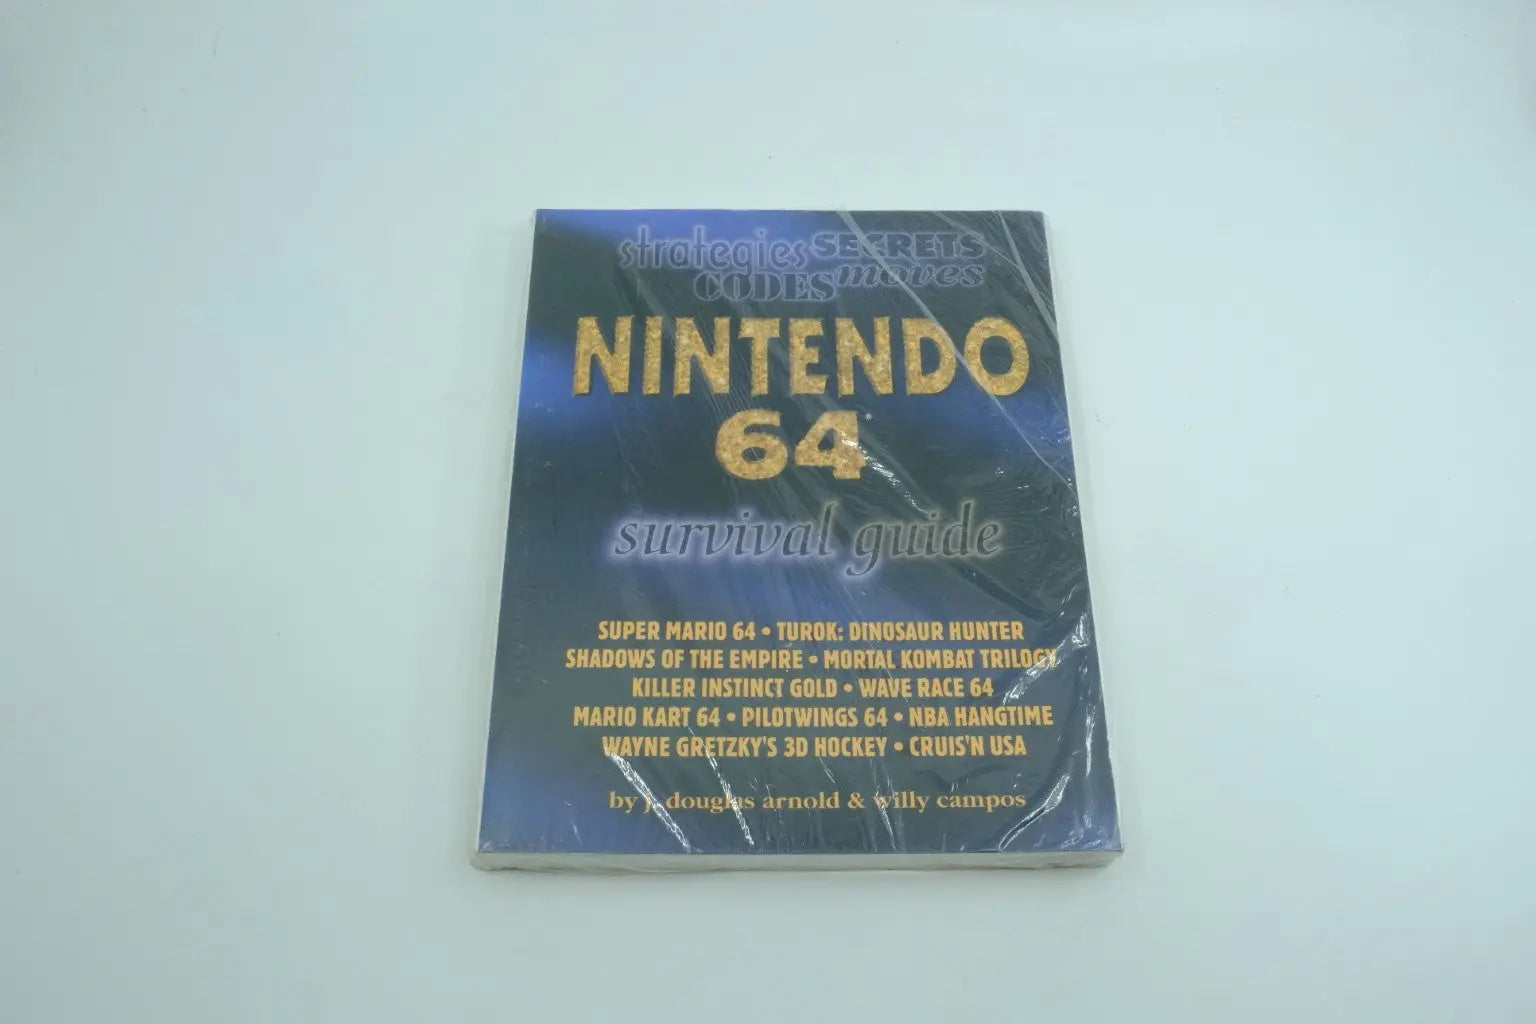 strategies SECRETS
CODES moves
NINTENDO
64
survival guide
SUPER MARIO 64 • TUROK: DINOSAUR HUNTER
SHADOWS OF THE EMPIRE • MORTAL KOMBAT TRILOGY
KILLER INSTINCT GOLD • WAVE RACE 64
MARIO KART 64 • PILOTWINGS 64 • NBA HANGTIME
WAYNE GRETZKY'S 3D HOCKEY • CRUIS'N USA
by j. douglas arnold & willy campos